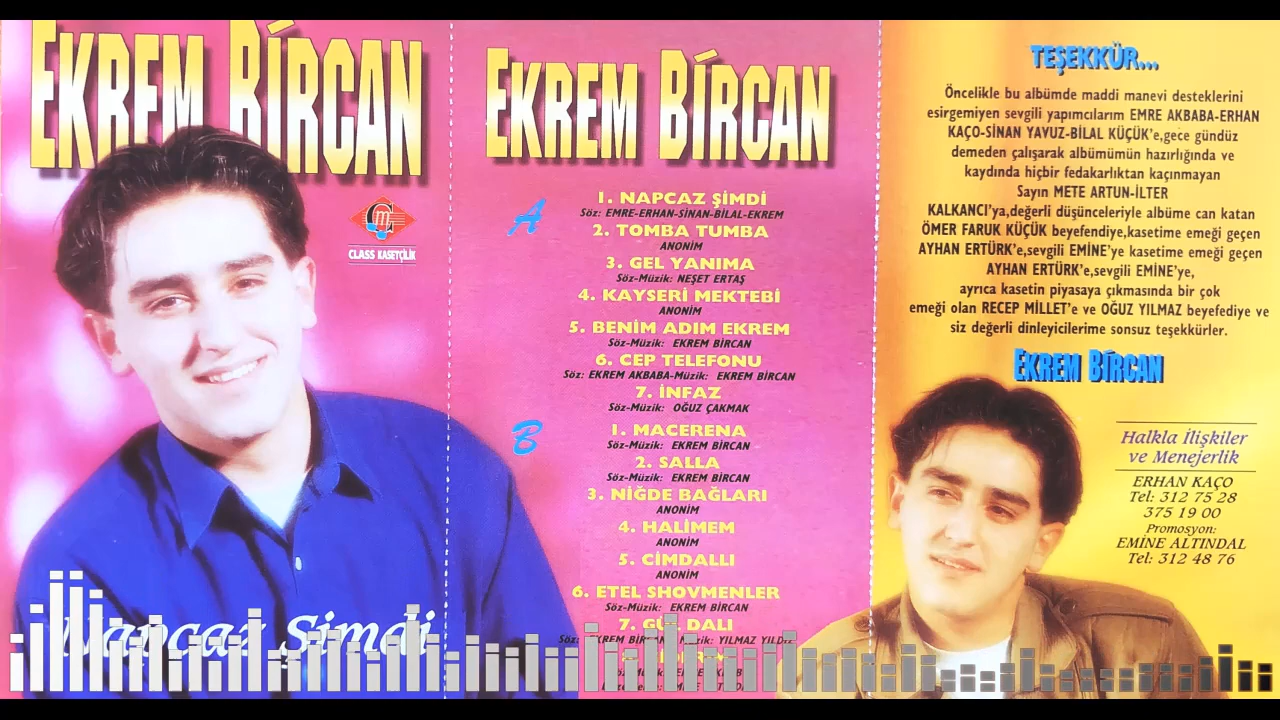 EKREM BİRCAN
CLASS KASETÇİLİK
Napcaz Şimdi
EKREM BİRCAN
A
1. NAPCAZ ŞİMDİ
Söz: EMRE-ERHAN-SİNAN-BİLAL-EKREM
2. TOMBA TUMBA
ANONİM
3. GEL YANIMA
Söz-Müzik: NEŞET ERTAŞ
4. KAYSERİ MEKTEBİ
ANONİM
5. BENİM ADIM EKREM
Söz-Müzik: EKREM BİRCAN
6. CEP TELEFONU
Söz: EKREM AKBABA-Müzik: EKREM BİRCAN
7. İNFAZ
Söz-Müzik: OĞUZ ÇAKMAK
B
1. MACERENA
Söz-Müzik: EKREM BİRCAN
2. SALLA
Söz-Müzik: EKREM BİRCAN
3. NİĞDE BAĞLARI
ANONİM
4. HALİMEM
ANONİM
5. CİMDALLI
ANONİM
6. ETEL SHOVMENLER
Söz-Müzik: EKREM BİRCAN
7. GÜL DALI
TEŞEKKÜR...
Öncelikle bu albümde maddi manevi desteklerini
esirgemiyen sevgili yapımcılarım EMRE AKBABA-ERHAN
KAÇO-SİNAN YAVUZ-BİLAL KÜÇÜK'e,gece gündüz
demeden çalışarak albümümün hazırlığında ve
kaydında hiçbir fedakarlıktan kaçınmayan
Sayın METE ARTUN-İLTER
KALKANCI'ya,değerli düşünceleriyle albüme can katan
ÖMER FARUK KÜÇÜK beyefendiye,kasetime emeği geçen
AYHAN ERTÜRK'e,sevgili EMİNE'ye kasetime emeği geçen
AYHAN ERTÜRK'e,sevgili EMİNE'ye,
ayrıca kasetin piyasaya çıkmasında bir çok
emeği olan RECEP MİLLET'e ve OĞUZ YILMAZ beyefediye ve
siz değerli dinleyicilerime sonsuz teşekkürler.
EKREM BİRCAN
Halkla İlişkiler
ve Menejerlik
ERHAN KAÇO
Tel: 312 75 28
375 19 00
Promosyon:
EMİNE ALTINDAL
Tel: 312 48 76